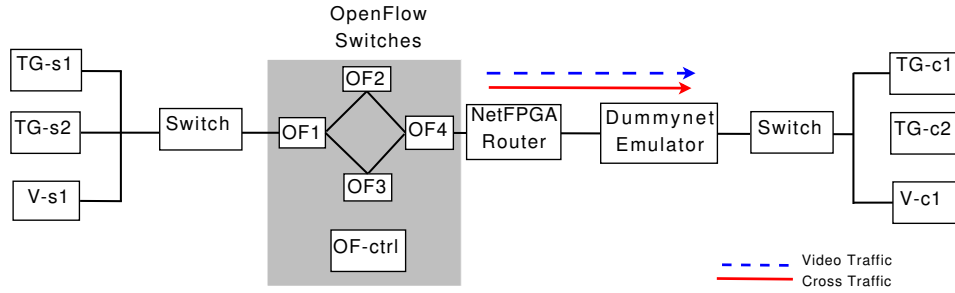 OpenFlow
Switches
TG-s1
TG-s2
V-s1
Switch
OF1
OF2
OF3
OF4
OF-ctrl
NetFPGA
Router
Dummynet
Emulator
Switch
TG-c1
TG-c2
V-c1
Video Traffic
Cross Traffic